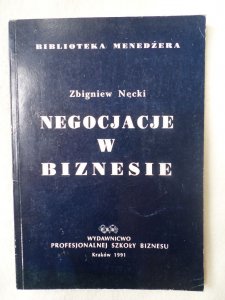 BIBLIOTEKA MENEDŻERA
Zbigniew Nęcki
NEGOCJACJE
W
BIZNESIE
WYDAWNICTWO
PROFESJONALNEJ SZKOŁY BIZNESU
Kraków 1991